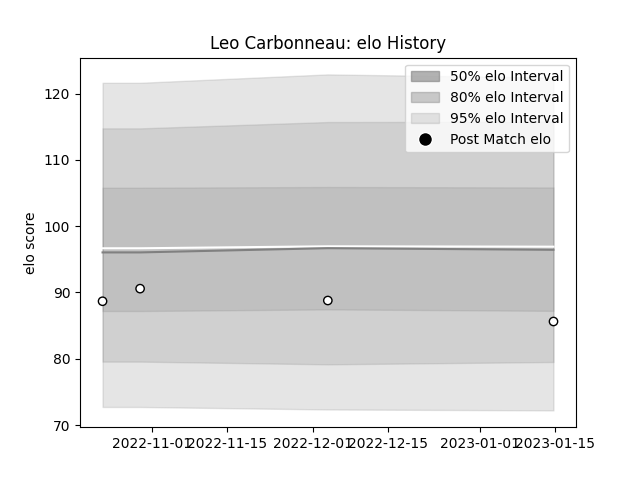 Leo Carbonneau: elo History
50% elo Interval
80% elo Interval
95% elo Interval
Post Match elo
elo score
120
110
100
90
80
70
2022-11-01
2022-11-15
2022-12-01
2022-12-15
2023-01-01
2023-01-15